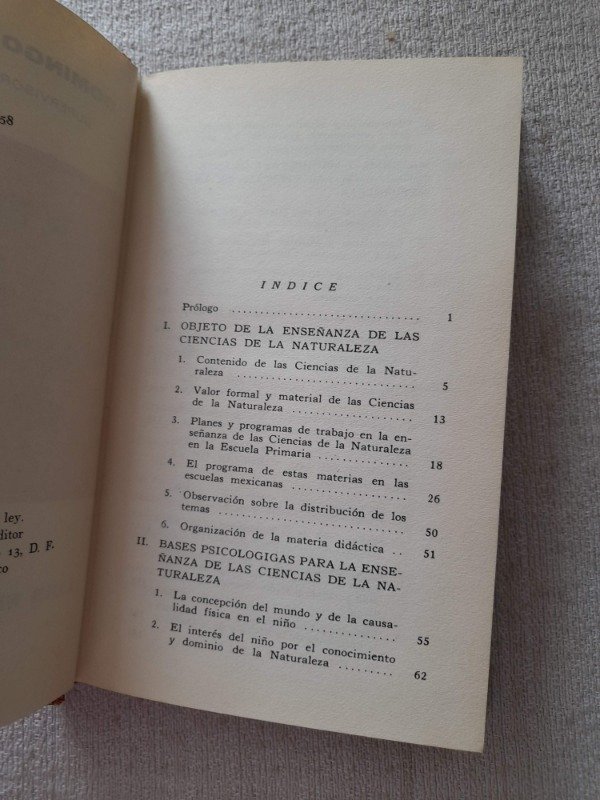 58
ley.
ditor
13, D. F.
co
INDICE
Prólogo .......................... 1
I. OBJETO DE LA ENSEÑANZA DE LAS
CIENCIAS DE LA NATURALEZA
1. Contenido de las Ciencias de la Natu-
raleza .......................... 5
2. Valor formal y material de las Ciencias
de la Naturaleza ................ 13
3. Planes y programas de trabajo en la en-
señanza de las Ciencias de la Naturaleza
en la Escuela Primaria ............ 18
4. El programa de estas materias en las
escuelas mexicanas ................ 26
5. Observación sobre la distribución de los
temas .......................... 50
6. Organización de la materia didáctica .. 51
II. BASES PSICOLOGIGAS PARA LA ENSE-
ÑANZA DE LAS CIENCIAS DE LA NA-
TURALEZA
1. La concepción del mundo y de la causa-
lidad física en el niño .............. 55
2. El interés del niño por el conocimiento
y dominio de la Naturaleza ......... 62